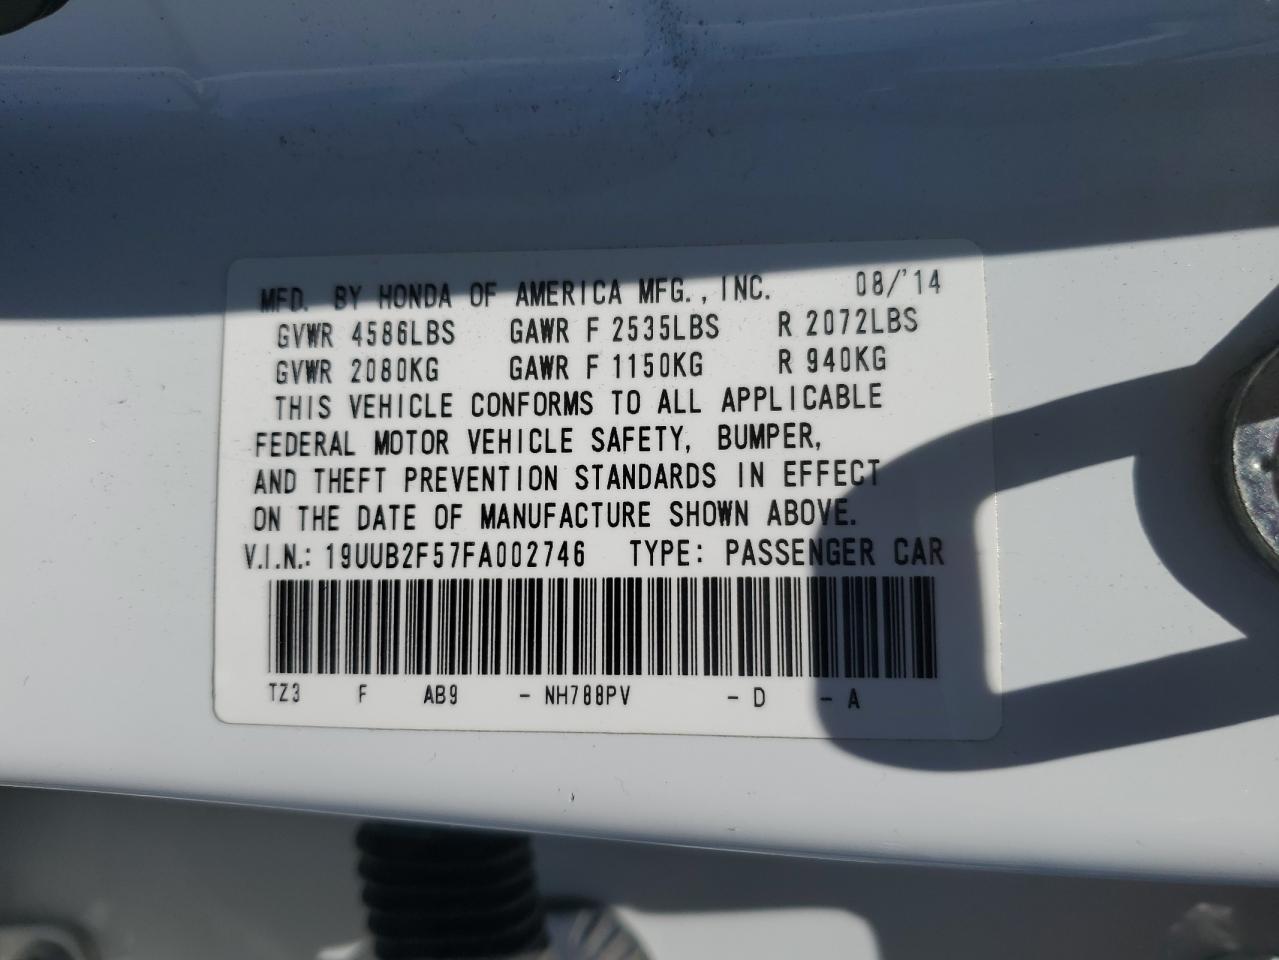 MFD. BY HONDA OF AMERICA MFG., INC. 08/'14
GVWR 4586LBS GAWR F 2535LBS R 2072LBS
GVWR 2080KG GAWR F 1150KG R 940KG
THIS VEHICLE CONFORMS TO ALL APPLICABLE
FEDERAL MOTOR VEHICLE SAFETY, BUMPER,
AND THEFT PREVENTION STANDARDS IN EFFECT
ON THE DATE OF MANUFACTURE SHOWN ABOVE.
V.I.N.: 19UUB2F57FA002746 TYPE: PASSENGER CAR
TZ3 F AB9 - NH788PV - D - A